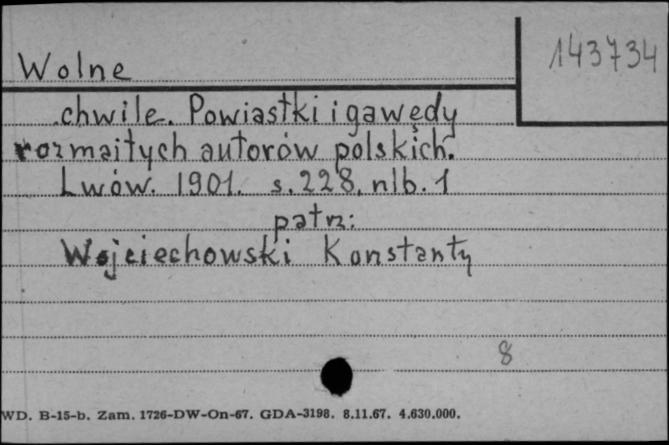 Wolne
143734
chwile. Powiastki i gawędy
rozmaitych autorów polskich.
Lwów. 1901. s. 228, nlb. 1
patrz:
Wojciechowski Konstanty
8
WD. B-15-b. Zam. 1726-DW-On-67. GDA-3198. 8.11.67. 4.630.000.